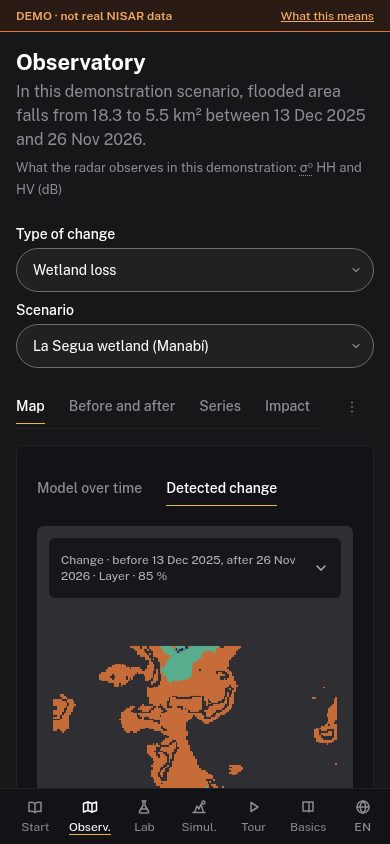 DEMO · not real NISAR data
What this means
Observatory
In this demonstration scenario, flooded area
falls from 18.3 to 5.5 km² between 13 Dec 2025
and 26 Nov 2026.
What the radar observes in this demonstration: σ⁰ HH and
HV (dB)
Type of change
Wetland loss
Scenario
La Segua wetland (Manabí)
Map
Before and after
Series
Impact
Model over time
Detected change
Change · before 13 Dec 2025, after 26 Nov
2026 · Layer · 85 %
Start
Observ.
Lab
Simul.
Tour
Basics
EN